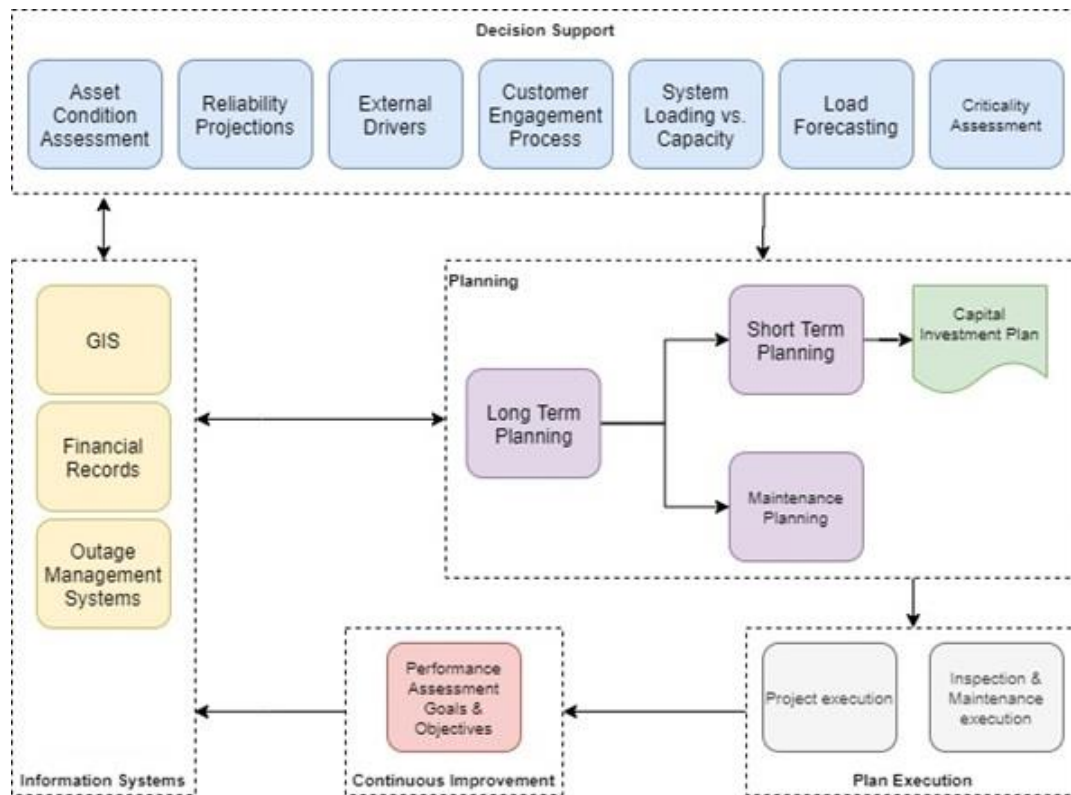 Decision Support
Asset
Condition
Assessment
Reliability
Projections
External
Drivers
Customer
Engagement
Process
System
Loading vs.
Capacity
Load
Forecasting
Criticality
Assessment
GIS
Financial
Records
Outage
Management
Systems
Information Systems
Planning
Long Term
Planning
Short Term
Planning
Capital
Investment Plan
Maintenance
Planning
Performance
Assessment
Goals &
Objectives
Continuous Improvement
Project execution
Inspection &
Maintenance
execution
Plan Execution